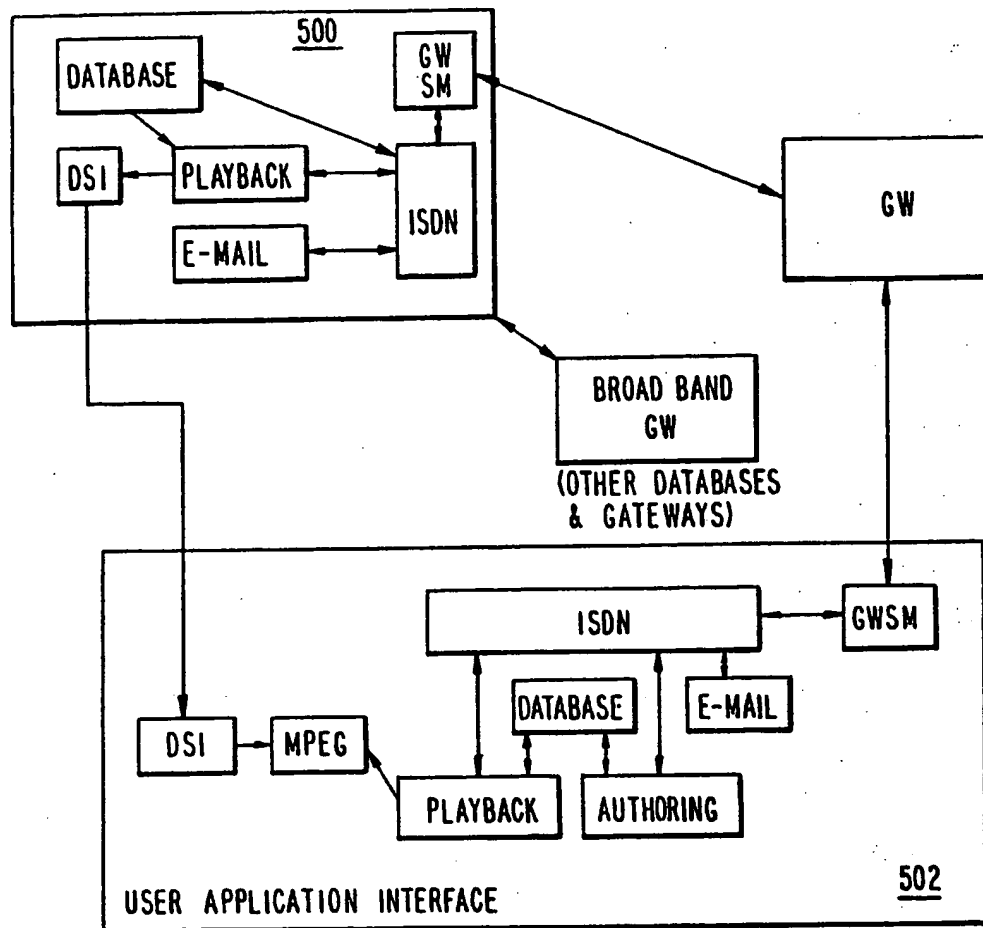 500
DATABASE
GW
SM
DSI
PLAYBACK
ISDN
E-MAIL
GW
BROAD BAND
GW
(OTHER DATABASES
& GATEWAYS)
ISDN
GWSM
DATABASE
E-MAIL
DSI
MPEG
PLAYBACK
AUTHORING
USER APPLICATION INTERFACE
502